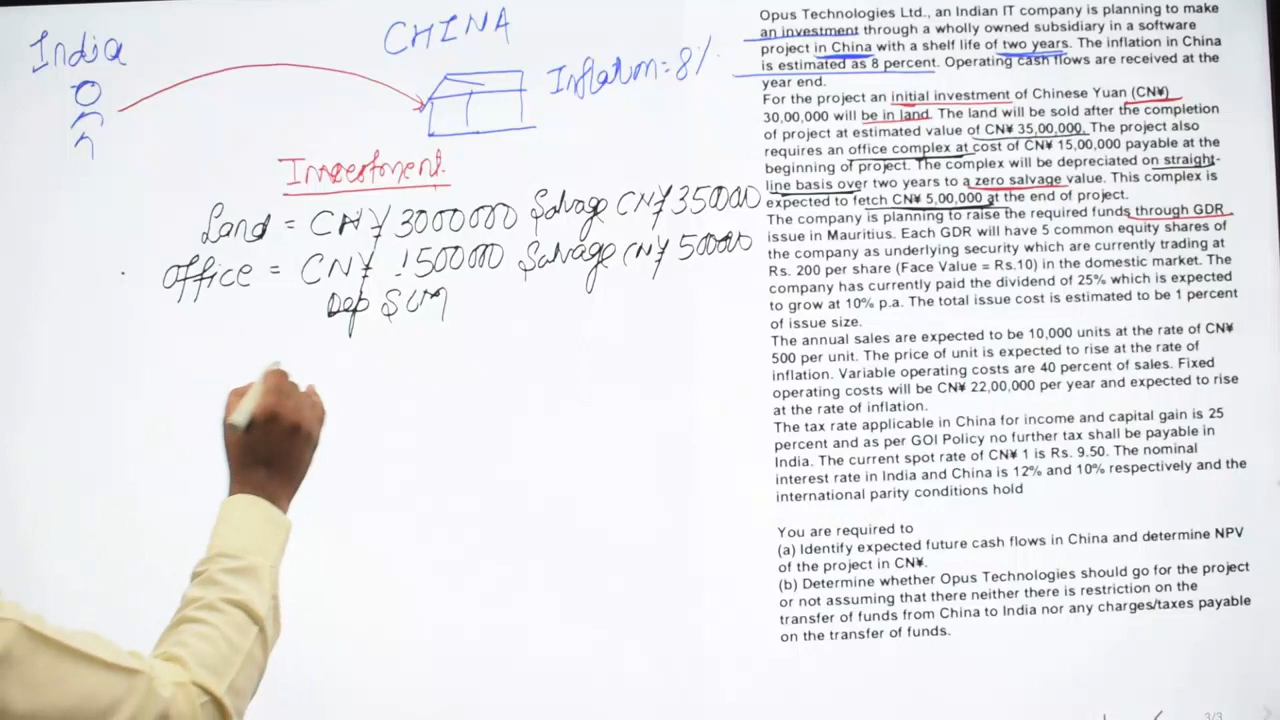 India
CHINA
Inflation = 8%
Investment
Land = CN¥ 3000000 Salvage CN¥ 350000
Office = CN¥ 1500000 Salvage CN¥ 500000
Dep SLM
Opus Technologies Ltd., an Indian IT company is planning to make
an investment through a wholly owned subsidiary in a software
project in China with a shelf life of two years. The inflation in China
is estimated as 8 percent. Operating cash flows are received at the
year end.
For the project an initial investment of Chinese Yuan (CN¥)
30,00,000 will be in land. The land will be sold after the completion
of project at estimated value of CN¥ 35,00,000. The project also
requires an office complex at cost of CN¥ 15,00,000 payable at the
beginning of project. The complex will be depreciated on straight-
line basis over two years to a zero salvage value. This complex is
expected to fetch CN¥ 5,00,000 at the end of project.
The company is planning to raise the required funds through GDR
issue in Mauritius. Each GDR will have 5 common equity shares of
the company as underlying security which are currently trading at
Rs. 200 per share (Face Value = Rs.10) in the domestic market. The
company has currently paid the dividend of 25% which is expected
to grow at 10% p.a. The total issue cost is estimated to be 1 percent
of issue size.
The annual sales are expected to be 10,000 units at the rate of CN¥
500 per unit. The price of unit is expected to rise at the rate of
inflation. Variable operating costs are 40 percent of sales. Fixed
operating costs will be CN¥ 22,00,000 per year and expected to rise
at the rate of inflation.
The tax rate applicable in China for income and capital gain is 25
percent and as per GOI Policy no further tax shall be payable in
India. The current spot rate of CN¥ 1 is Rs. 9.50. The nominal
interest rate in India and China is 12% and 10% respectively and the
international parity conditions hold
You are required to
(a) Identify expected future cash flows in China and determine NPV
of the project in CN¥.
(b) Determine whether Opus Technologies should go for the project
or not assuming that there neither there is restriction on the
transfer of funds from China to India nor any charges/taxes payable
on the transfer of funds.
3/3